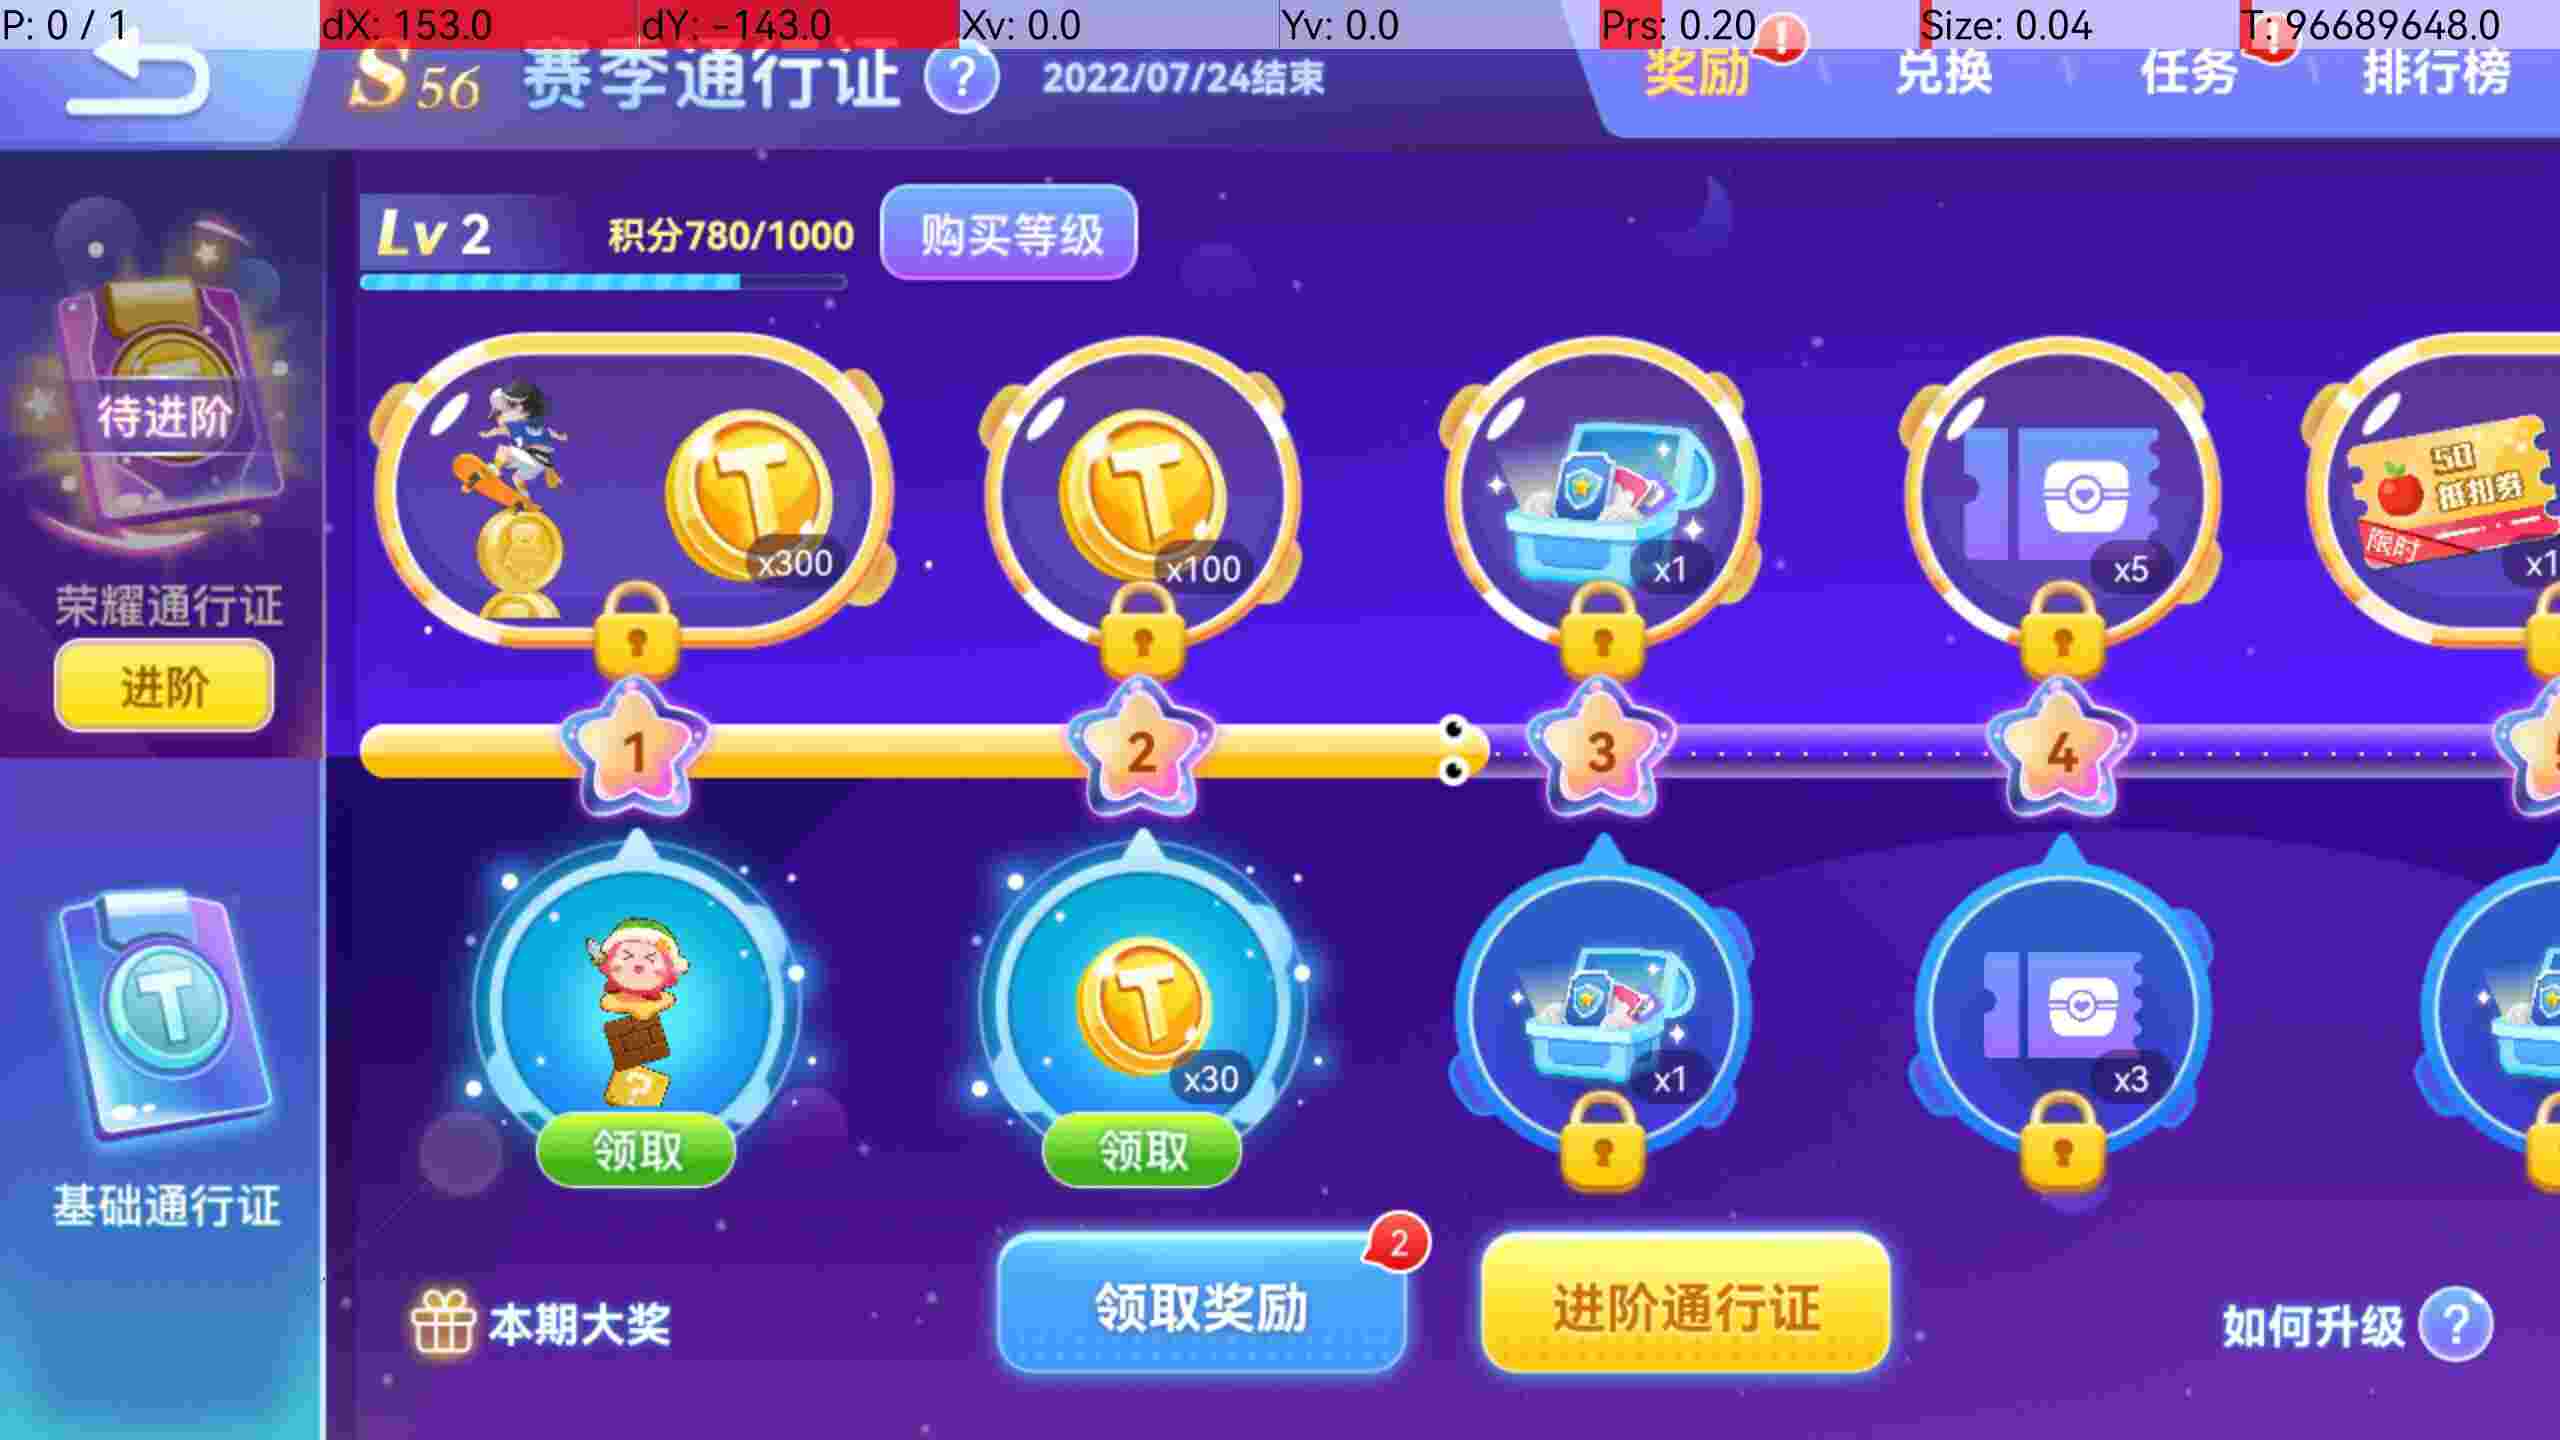 P: 0 / 1
dX: 153.0
dY: -143.0
Xv: 0.0
Yv: 0.0
Prs: 0.20
Size: 0.04
T: 96689648.0
S56 赛季通行证 ?
2022/07/24结束
奖励 !
兑换
任务 !
排行榜
Lv 2
积分780/1000
购买等级
待进阶
荣耀通行证
进阶
x300
x100
x1
x5
50
抵扣券
限时
x1
1
2
3
4
5
x30
x1
x3
领取
领取
基础通行证
本期大奖
领取奖励
2
进阶通行证
如何升级 ?